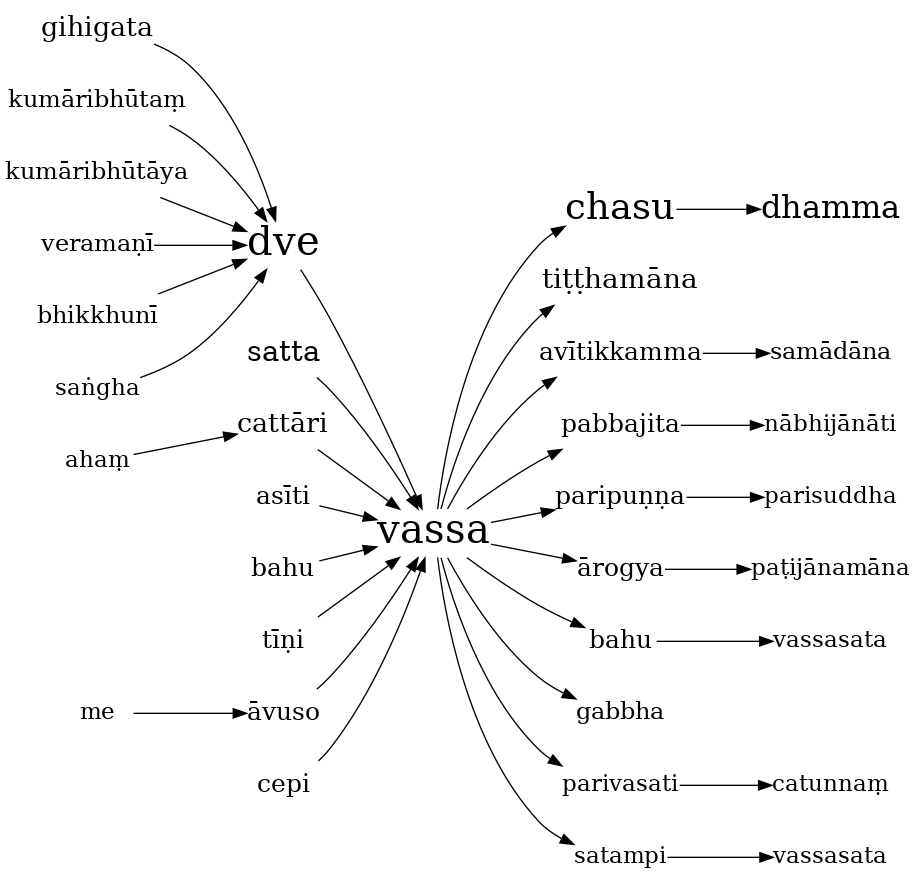 gihigata
kumāribhūtaṃ
kumāribhūtāya
veramaṇī
bhikkhunī
saṅgha
ahaṃ
me
dve
satta
cattāri
asīti
bahu
tīṇi
āvuso
cepi
vassa
chasu
tiṭṭhamāna
avītikkamma
pabbajita
paripuṇṇa
ārogya
bahu
gabbha
parivasati
satampi
dhamma
samādāna
nābhijānāti
parisuddha
paṭijānamāna
vassasata
catunnaṃ
vassasata